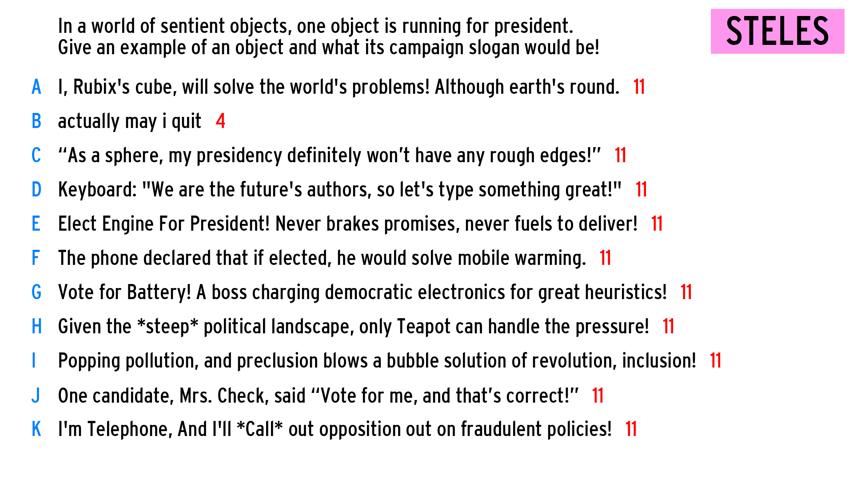 In a world of sentient objects, one object is running for president.
Give an example of an object and what its campaign slogan would be!
STELES
A I, Rubix's cube, will solve the world's problems! Although earth's round. 11
B actually may i quit 4
C “As a sphere, my presidency definitely won’t have any rough edges!” 11
D Keyboard: "We are the future's authors, so let's type something great!" 11
E Elect Engine For President! Never brakes promises, never fuels to deliver! 11
F The phone declared that if elected, he would solve mobile warming. 11
G Vote for Battery! A boss charging democratic electronics for great heuristics! 11
H Given the *steep* political landscape, only Teapot can handle the pressure! 11
I Popping pollution, and preclusion blows a bubble solution of revolution, inclusion! 11
J One candidate, Mrs. Check, said “Vote for me, and that’s correct!” 11
K I'm Telephone, And I'll *Call* out opposition out on fraudulent policies! 11